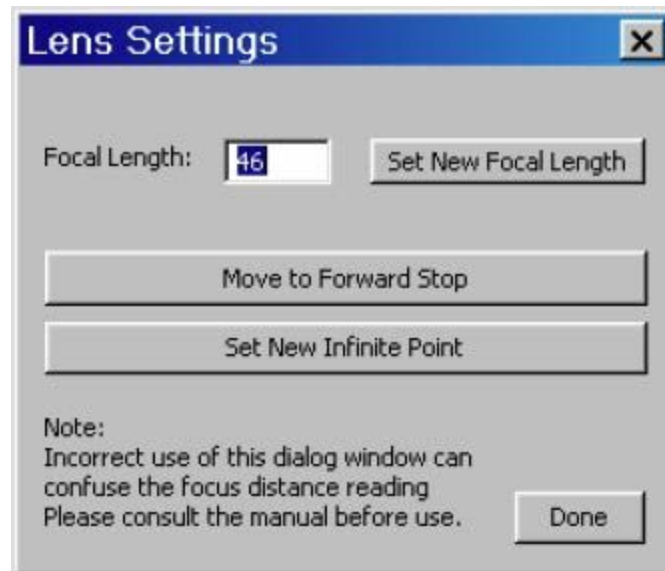 Lens Settings
Focal Length: 46 Set New Focal Length
Move to Forward Stop
Set New Infinite Point
Note:
Incorrect use of this dialog window can
confuse the focus distance reading
Please consult the manual before use.
Done